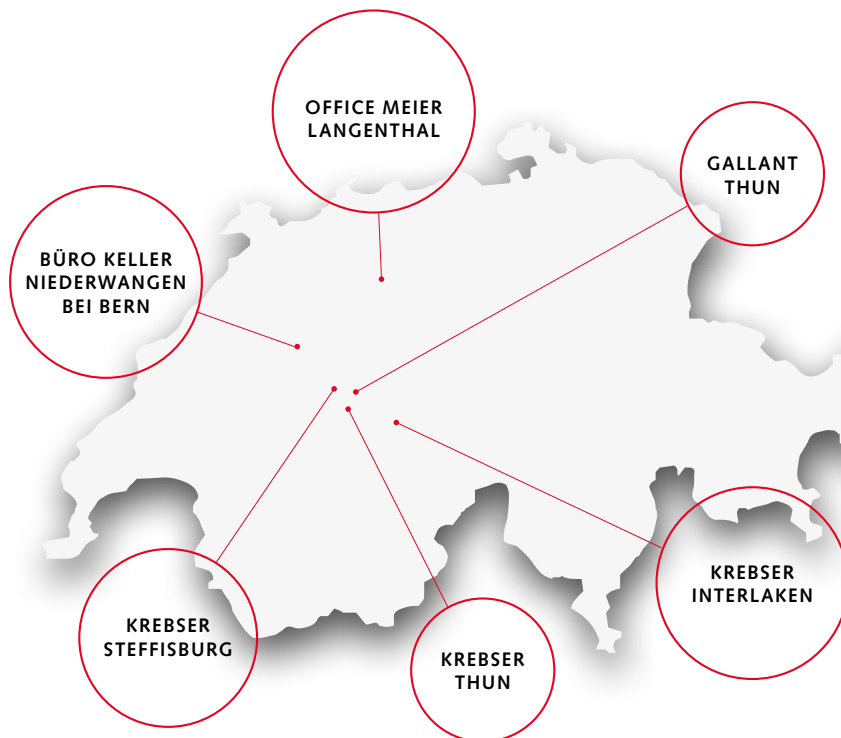 OFFICE MEIER
LANGENTHAL
GALLANT
THUN
BÜRO KELLER
NIEDERWANGEN
BEI BERN
KREBSER
INTERLAKEN
KREBSER
STEFFISBURG
KREBSER
THUN